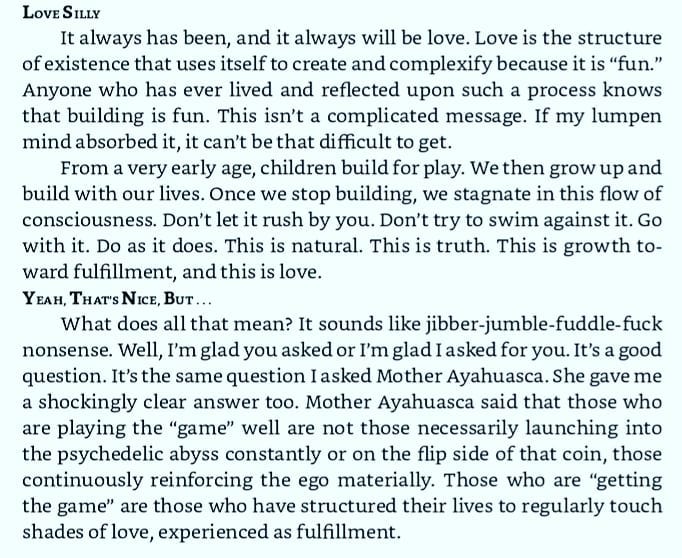 Love Silly
It always has been, and it always will be love. Love is the structure
of existence that uses itself to create and complexify because it is “fun.”
Anyone who has ever lived and reflected upon such a process knows
that building is fun. This isn’t a complicated message. If my lumpen
mind absorbed it, it can’t be that difficult to get.
From a very early age, children build for play. We then grow up and
build with our lives. Once we stop building, we stagnate in this flow of
consciousness. Don’t let it rush by you. Don’t try to swim against it. Go
with it. Do as it does. This is natural. This is truth. This is growth to-
ward fulfillment, and this is love.
Yeah, That’s Nice, But...
What does all that mean? It sounds like jibber-jumble-fuddle-fuck
nonsense. Well, I’m glad you asked or I’m glad I asked for you. It’s a good
question. It’s the same question I asked Mother Ayahuasca. She gave me
a shockingly clear answer too. Mother Ayahuasca said that those who
are playing the “game” well are not those necessarily launching into
the psychedelic abyss constantly or on the flip side of that coin, those
continuously reinforcing the ego materially. Those who are “getting
the game” are those who have structured their lives to regularly touch
shades of love, experienced as fulfillment.